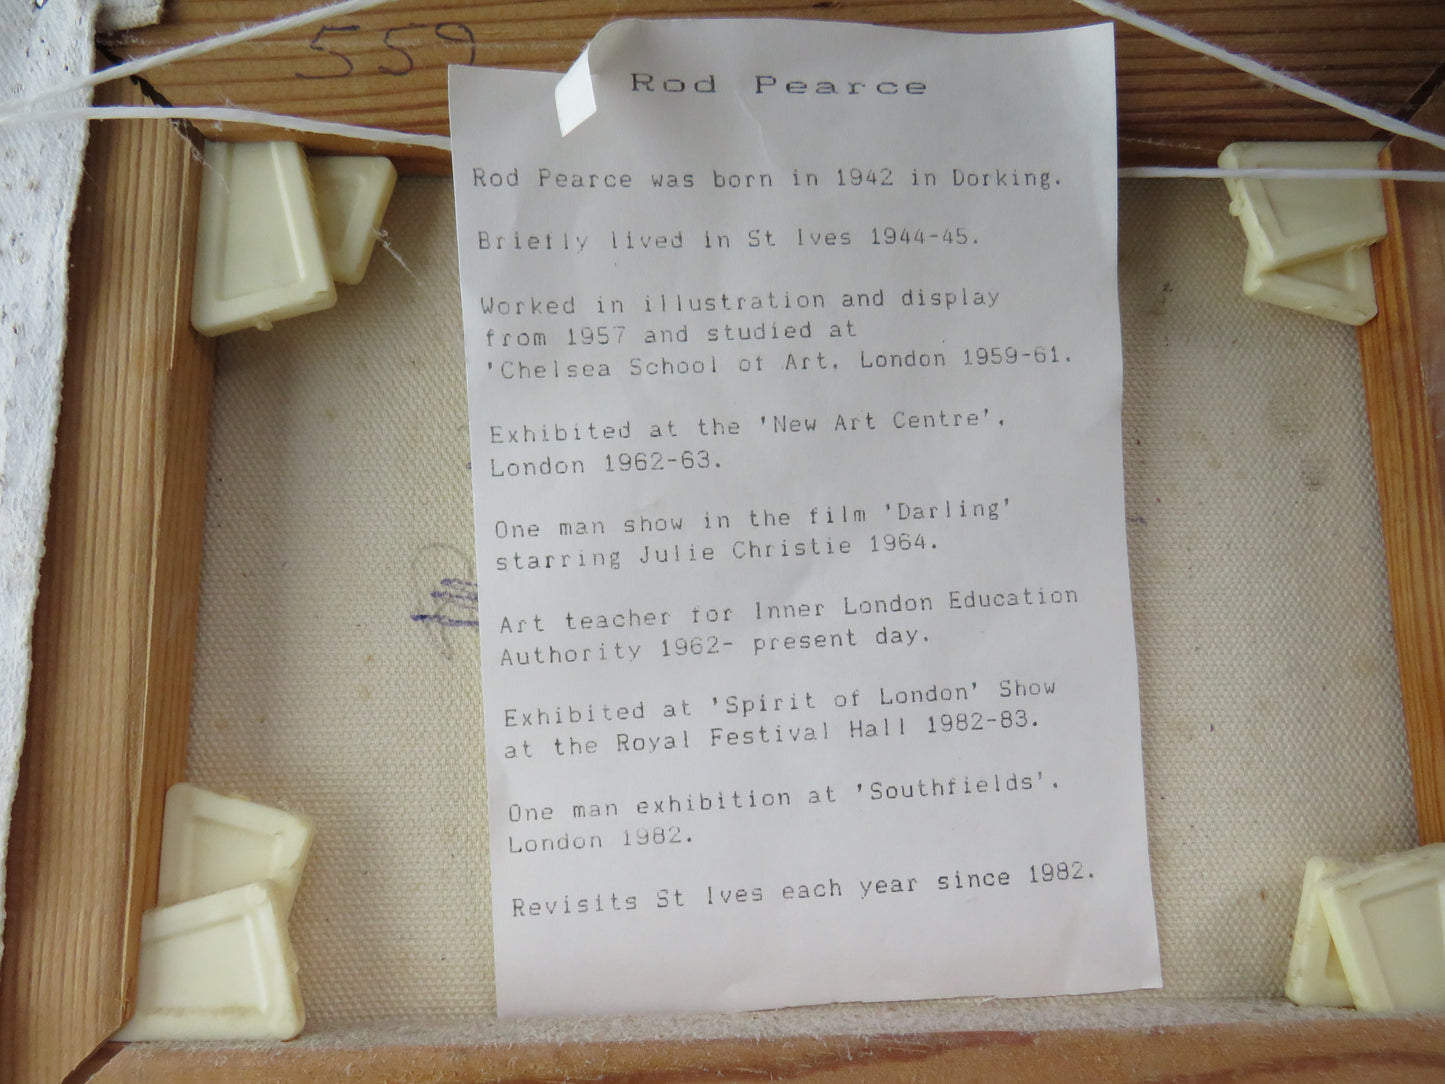 559
Rod Pearce
Rod Pearce was born in 1942 in Dorking.
Briefly lived in St Ives 1944-45.
Worked in illustration and display
from 1957 and studied at
'Chelsea School of Art, London 1959-61.
Exhibited at the 'New Art Centre',
London 1962-63.
One man show in the film 'Darling'
starring Julie Christie 1964.
Art teacher for Inner London Education
Authority 1962- present day.
Exhibited at 'Spirit of London' Show
at the Royal Festival Hall 1982-83.
One man exhibition at 'Southfields',
London 1982.
Revisits St Ives each year since 1982.